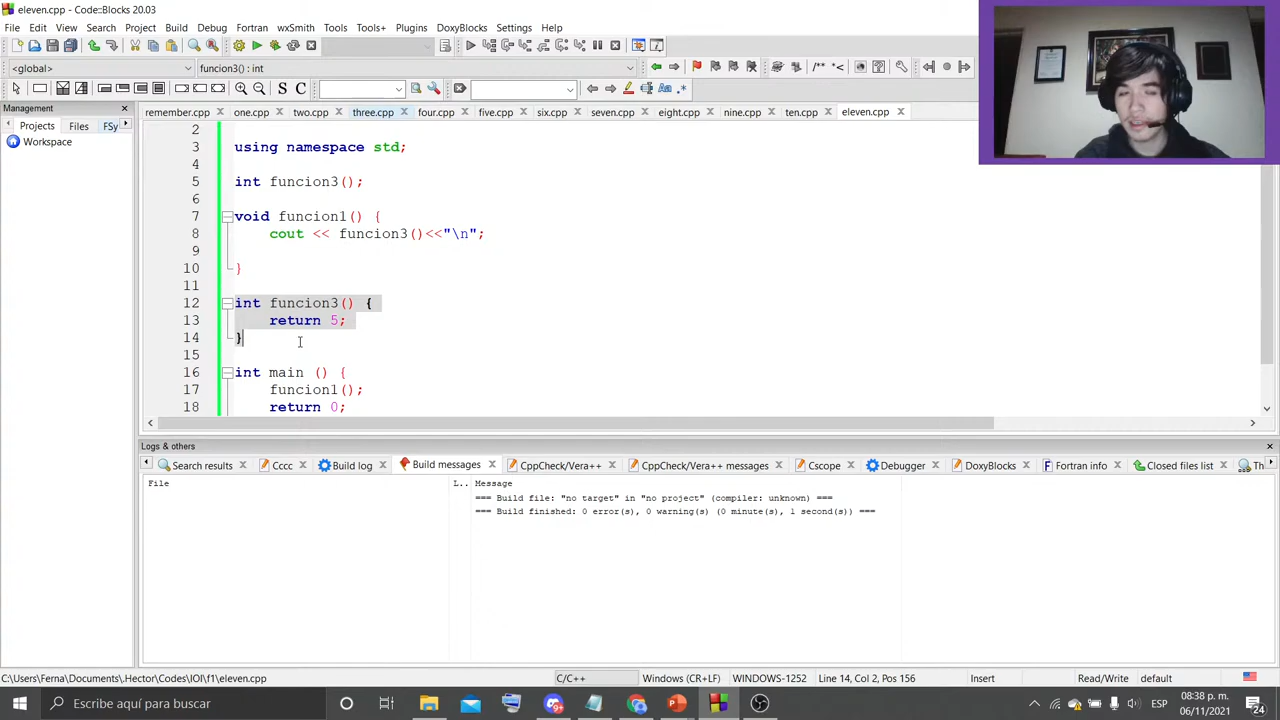 eleven.cpp - Code::Blocks 20.03
File Edit View Search Project Build Debug Fortran wxSmith Tools Tools+ Plugins DoxyBlocks Settings Help
<global> funcion3() : int
/** *<
S C Aa .*
Management
Projects Files FSy
Workspace
remember.cpp one.cpp two.cpp three.cpp four.cpp five.cpp six.cpp seven.cpp eight.cpp nine.cpp ten.cpp eleven.cpp
2
3 using namespace std;
4
5 int funcion3();
6
7 void funcion1() {
8 cout << funcion3()<<"\n";
9
10 }
11
12 int funcion3() {
13 return 5;
14 }
15
16 int main () {
17 funcion1();
18 return 0;
Logs & others
Search results Cccc Build log Build messages CppCheck/Vera++ CppCheck/Vera++ messages Cscope Debugger DoxyBlocks Fortran info Closed files list Th
File L.. Message
=== Build file: "no target" in "no project" (compiler: unknown) ===
=== Build finished: 0 error(s), 0 warning(s) (0 minute(s), 1 second(s)) ===
C:\Users\Ferna\Documents\.Hector\Codes\IOI\f1\eleven.cpp C/C++ Windows (CR+LF) WINDOWS-1252 Line 14, Col 2, Pos 156 Insert Read/Write default
Escribe aquí para buscar
ESP
08:38 p. m.
06/11/2021
24